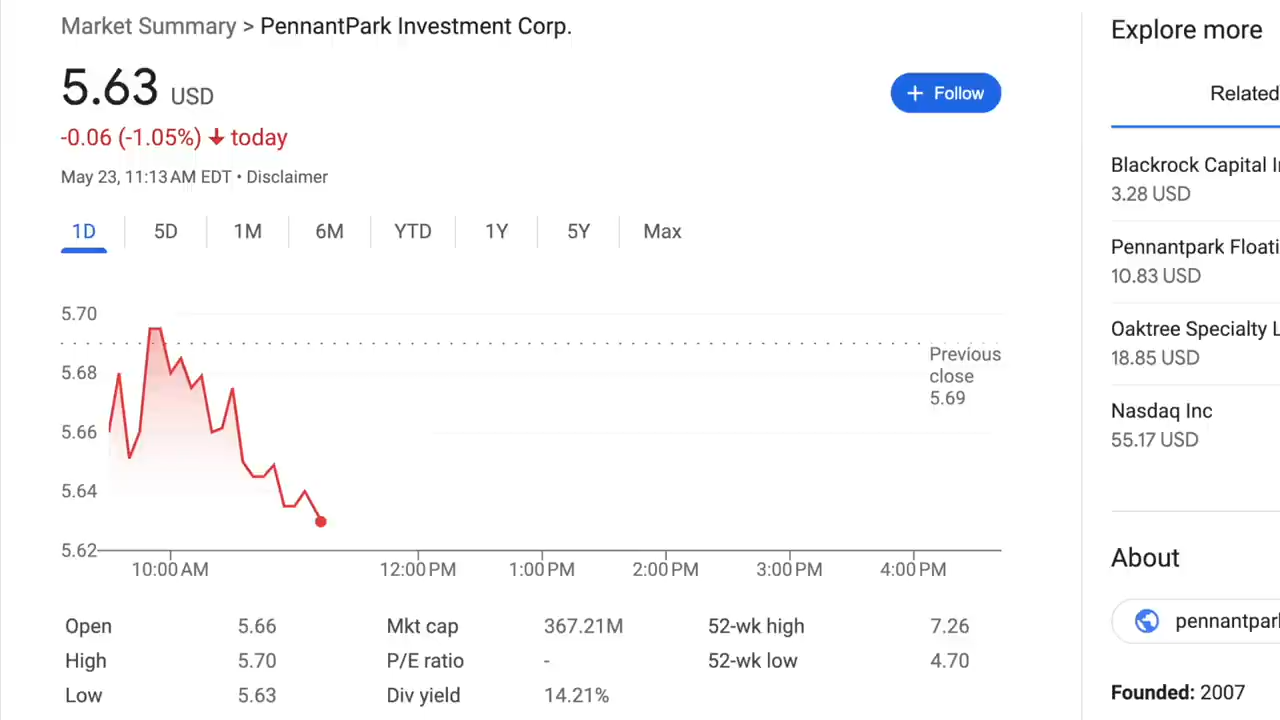 Market Summary > PennantPark Investment Corp.
5.63 USD
+ Follow
-0.06 (-1.05%) ↓ today
May 23, 11:13 AM EDT • Disclaimer
1D 5D 1M 6M YTD 1Y 5Y Max
5.70
5.68
5.66
5.64
5.62
Previous
close
5.69
10:00 AM 12:00 PM 1:00 PM 2:00 PM 3:00 PM 4:00 PM
Open 5.66 Mkt cap 367.21M 52-wk high 7.26
High 5.70 P/E ratio - 52-wk low 4.70
Low 5.63 Div yield 14.21%
Explore more
Related
Blackrock Capital I
3.28 USD
Pennantpark Floati
10.83 USD
Oaktree Specialty L
18.85 USD
Nasdaq Inc
55.17 USD
About
pennantpark
Founded: 2007